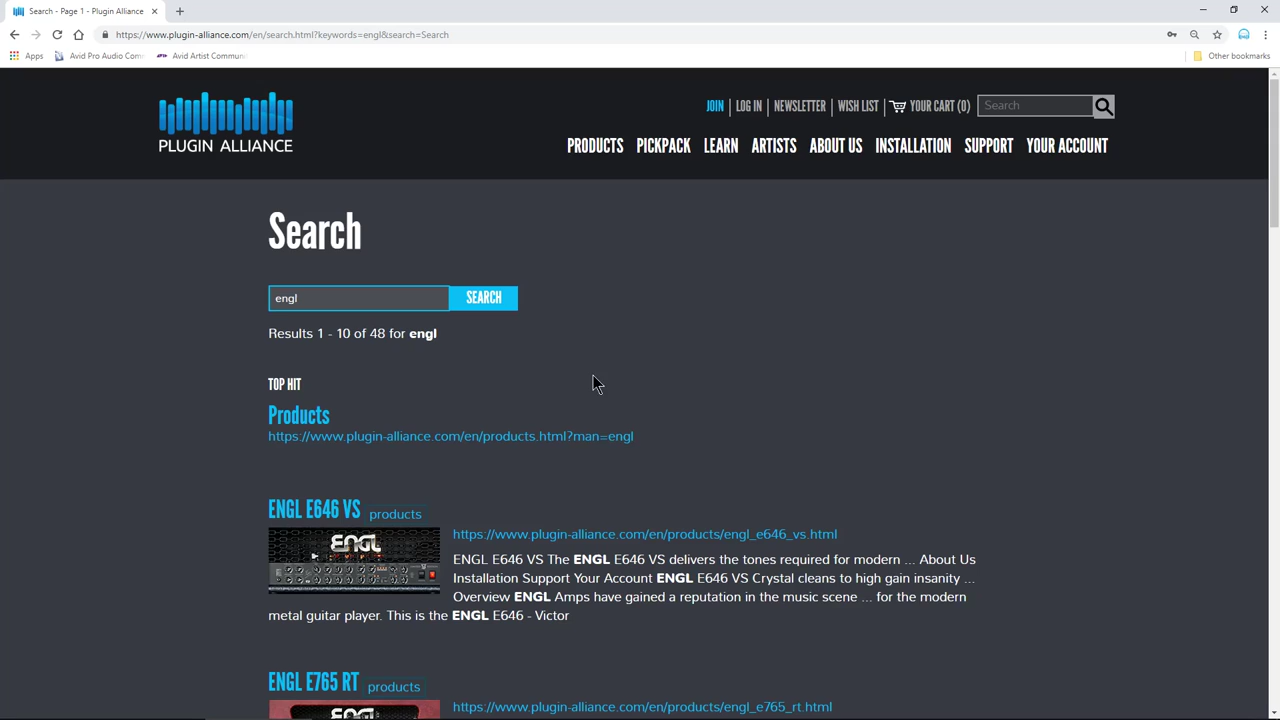 Search - Page 1 - Plugin Alliance
https://www.plugin-alliance.com/en/search.html?keywords=engl&search=Search
Apps Avid Pro Audio Com Avid Artist Commun Other bookmarks
JOIN LOG IN NEWSLETTER WISH LIST YOUR CART (0) Search
PLUGIN ALLIANCE
PRODUCTS PICKPACK LEARN ARTISTS ABOUT US INSTALLATION SUPPORT YOUR ACCOUNT
Search
engl SEARCH
Results 1 - 10 of 48 for engl
TOP HIT
Products
https://www.plugin-alliance.com/en/products.html?man=engl
ENGL E646 VS products
ENGL
https://www.plugin-alliance.com/en/products/engl_e646_vs.html
ENGL E646 VS The ENGL E646 VS delivers the tones required for modern ... About Us
Installation Support Your Account ENGL E646 VS Crystal cleans to high gain insanity ...
Overview ENGL Amps have gained a reputation in the music scene ... for the modern
metal guitar player. This is the ENGL E646 - Victor
ENGL E765 RT products
ENGL
https://www.plugin-alliance.com/en/products/engl_e765_rt.html